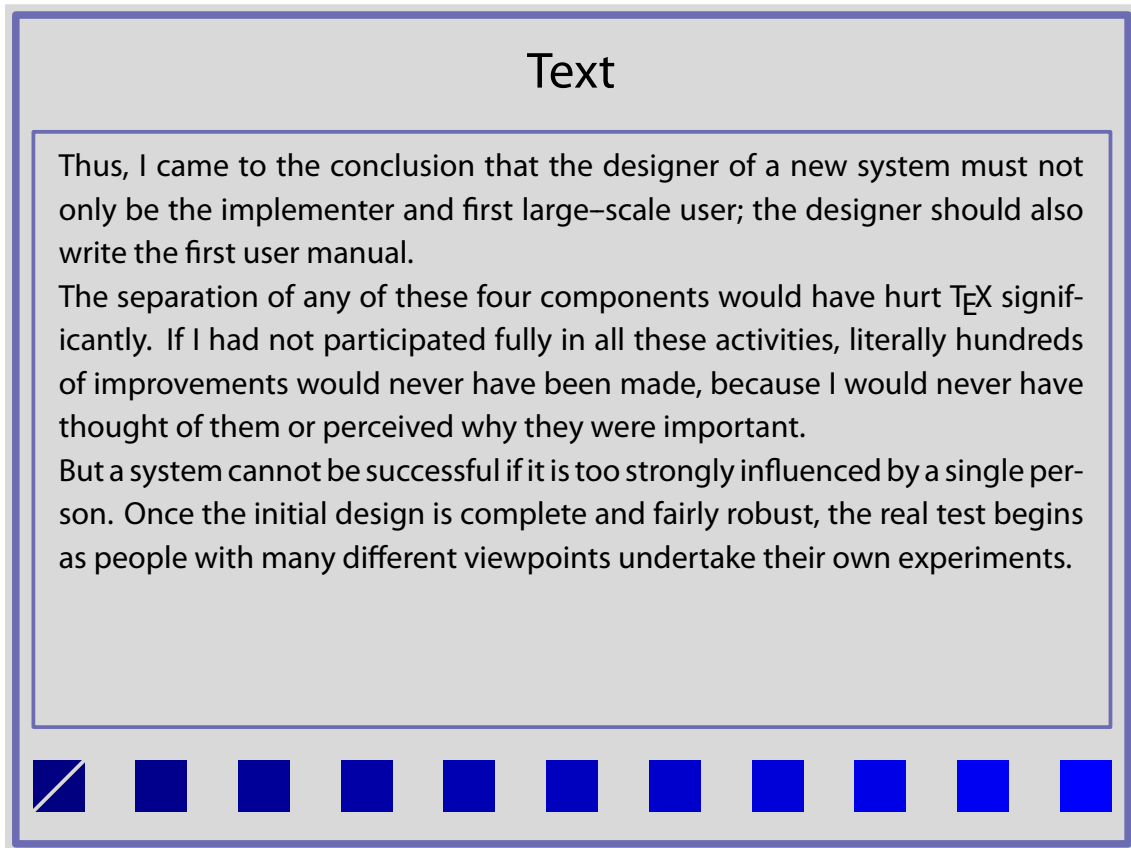 Text
Thus, I came to the conclusion that the designer of a new system must not
only be the implementer and first large–scale user; the designer should also
write the first user manual.
The separation of any of these four components would have hurt TEX signif-
icantly. If I had not participated fully in all these activities, literally hundreds
of improvements would never have been made, because I would never have
thought of them or perceived why they were important.
But a system cannot be successful if it is too strongly influenced by a single per-
son. Once the initial design is complete and fairly robust, the real test begins
as people with many different viewpoints undertake their own experiments.